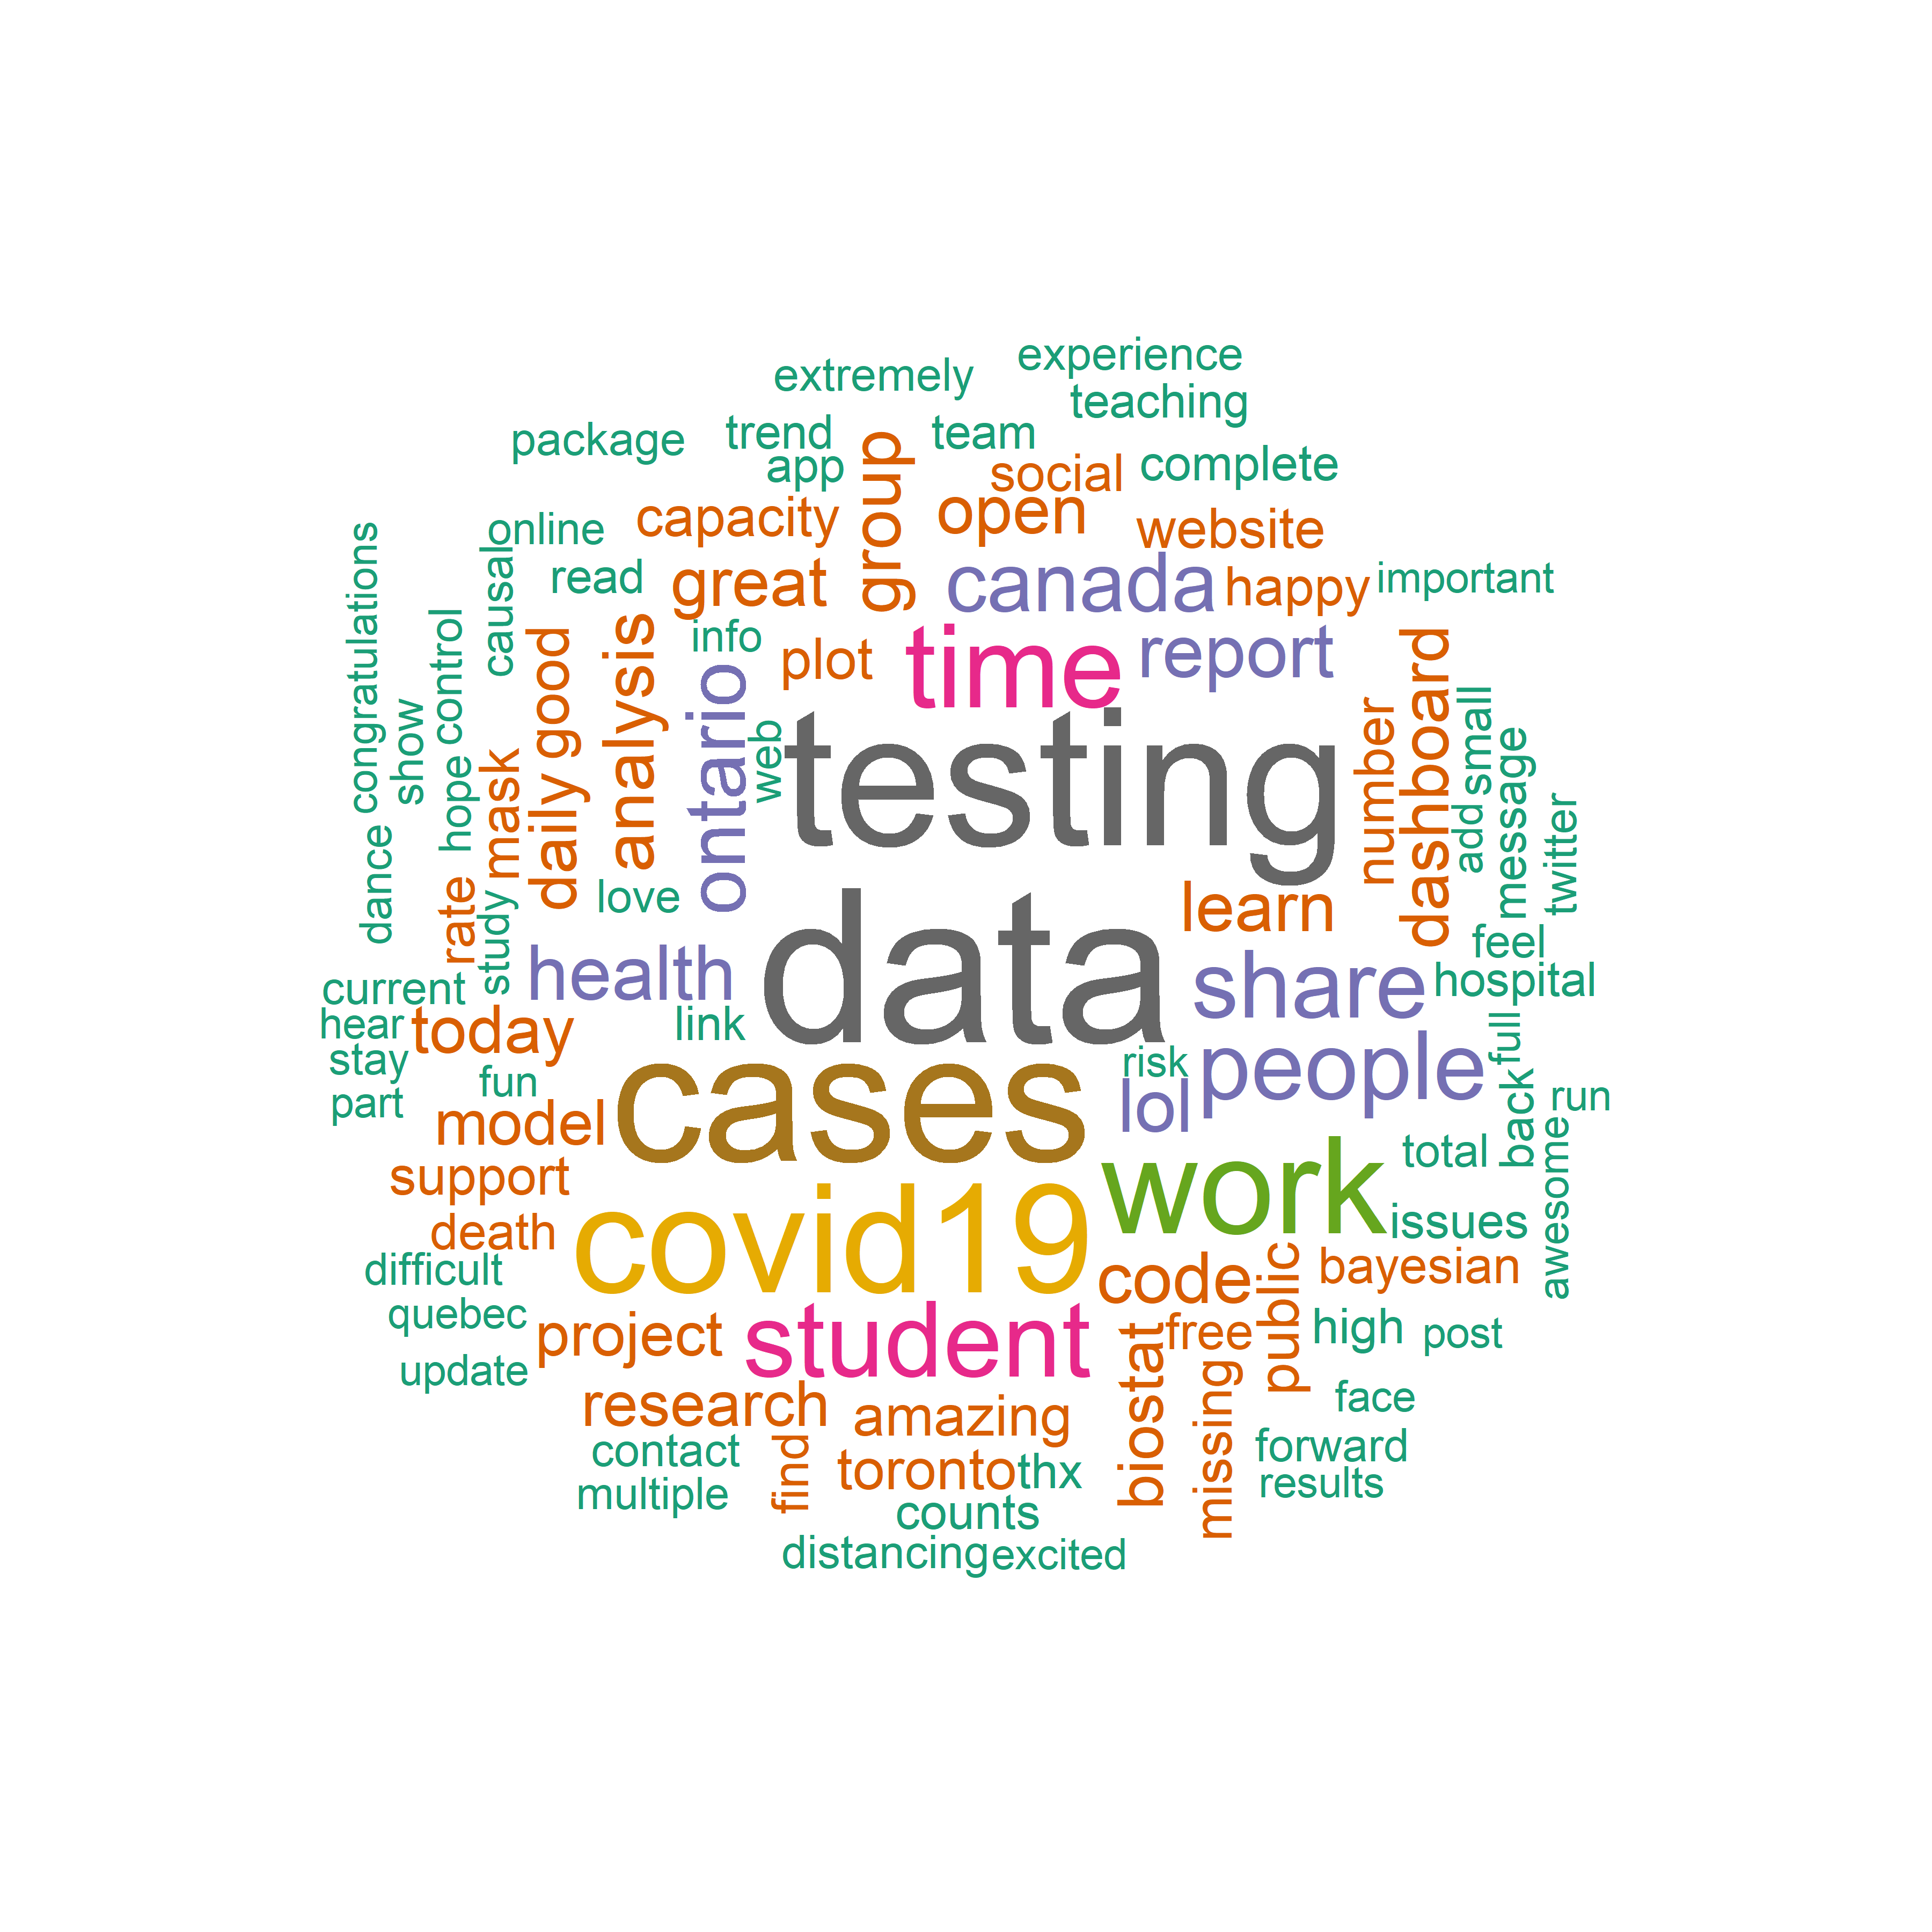 experience
extremely
teaching
package
trend
team
app
social
complete
group
capacity
open
online
website
congratulations
causal
read
great
canada
happy
important
control
good
analysis
info
plot
time
report
dashboard
show
ontario
web
testing
number
small
hope
mask
daily
add
message
twitter
dance
rate
study
love
data
learn
feel
current
health
share
hospital
hear
today
link
full
stay
fun
cases
risk
people
part
model
lol
back
run
support
work
total
awesome
death
covid19
issues
difficult
code
public
bayesian
quebec
project
student
biostat
free
high
post
update
research
amazing
missing
face
contact
find
toronto
thx
forward
multiple
counts
results
distancing
excited